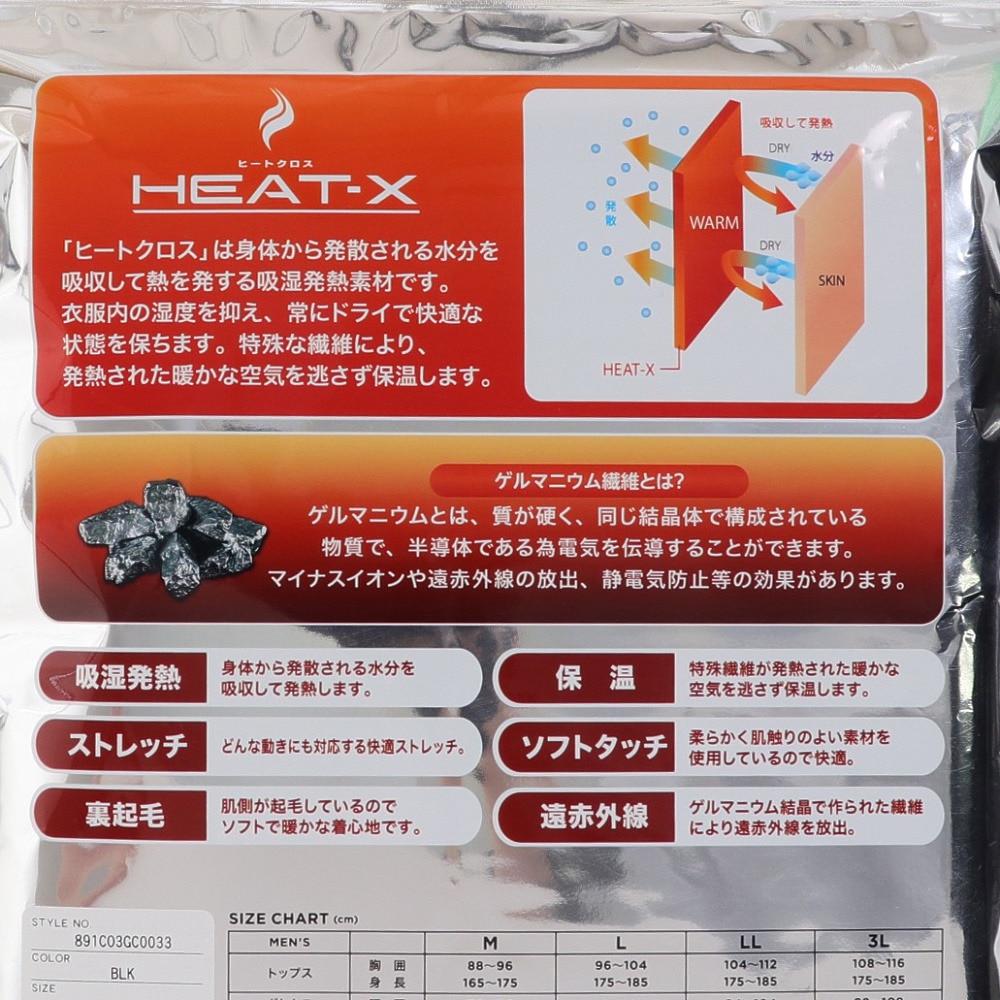 ヒートクロス
HEAT-X
「ヒートクロス」は身体から発散される水分を
吸収して熱を発する吸湿発熱素材です。
衣服内の湿度を抑え、常にドライで快適な
状態を保ちます。特殊な繊維により、
発熱された暖かな空気を逃さず保温します。
吸収して発熱
DRY
水分
発散
WARM
DRY
SKIN
HEAT-X
ゲルマニウム繊維とは?
ゲルマニウムとは、質が硬く、同じ結晶体で構成されている
物質で、半導体である為電気を伝導することができます。
マイナスイオンや遠赤外線の放出、静電気防止等の効果があります。
吸湿発熱
身体から発散される水分を
吸収して発熱します。
保温
特殊繊維が発熱された暖かな
空気を逃さず保温します。
ストレッチ
どんな動きにも対応する快適ストレッチ。
ソフトタッチ
柔らかく肌触りのよい素材を
使用しているので快適。
裏起毛
肌側が起毛しているので
ソフトで暖かな着心地です。
遠赤外線
ゲルマニウム結晶で作られた繊維
により遠赤外線を放出。
STYLE NO
891C03GC0033
COLOR
BLK
SIZE
SIZE CHART (cm)
MEN'S M L LL 3L
トップス 胸囲 88〜96 96〜104 104〜112 108〜116
身長 165〜175 175〜185 175〜185 175〜185